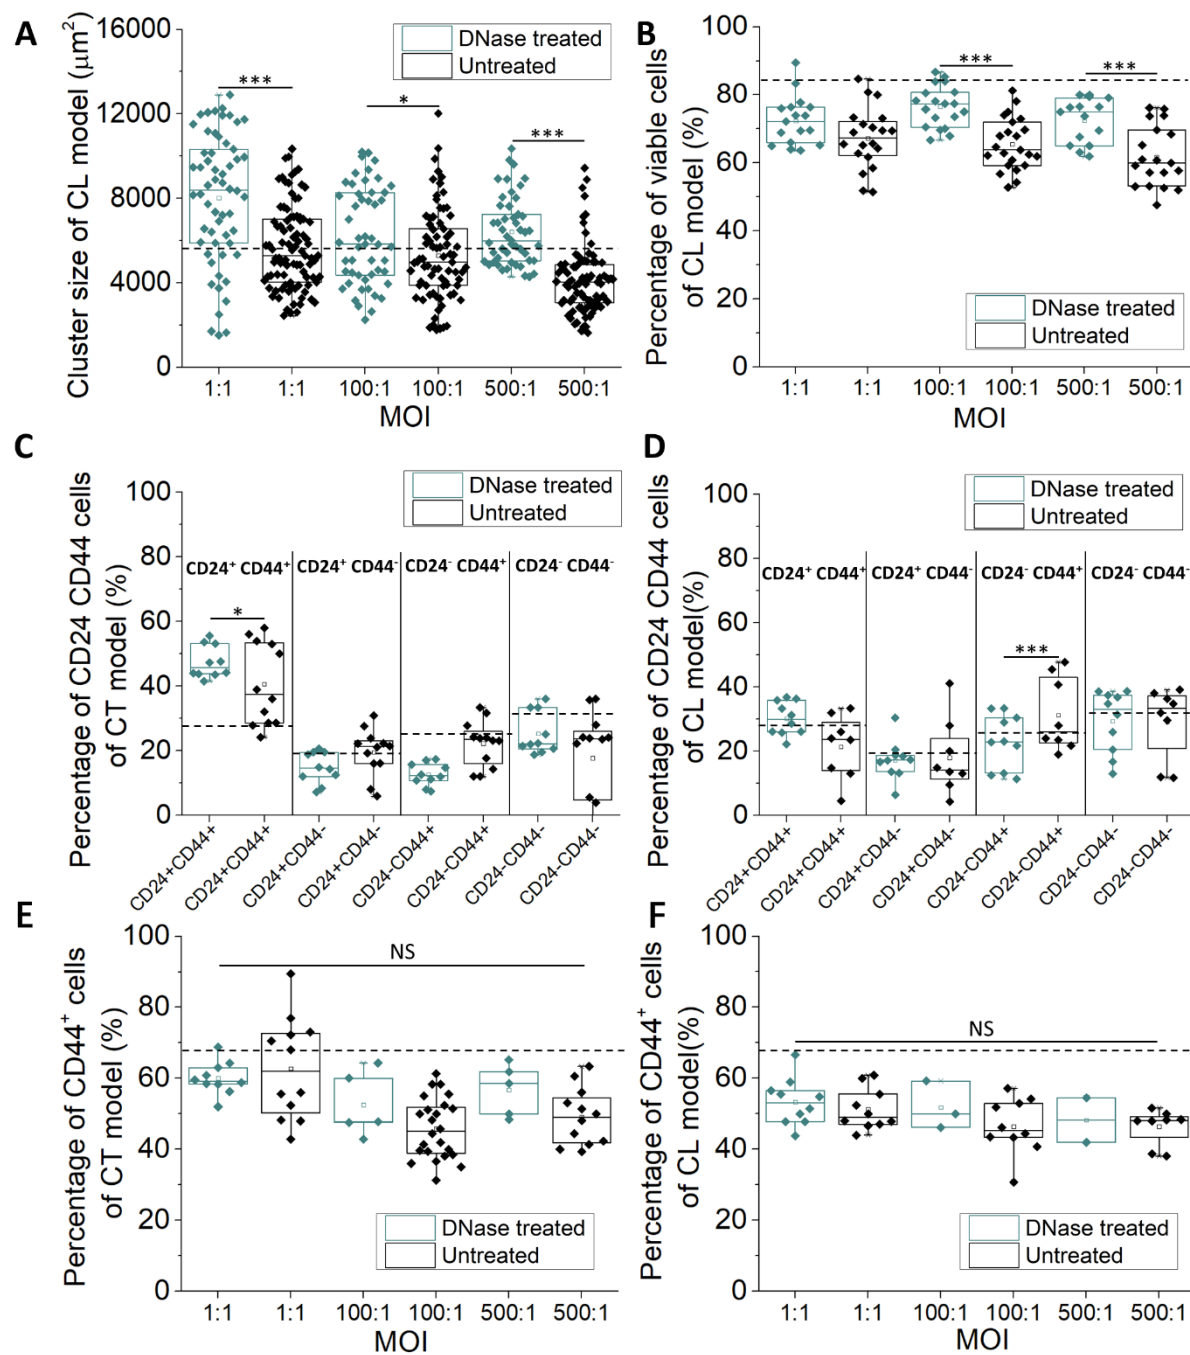 A
Cluster size of CL model (μm²)
16000
12000
8000
4000
0
DNase treated
Untreated
***
*
***
1:1
1:1
100:1
100:1
500:1
500:1
MOI
B
Percentage of viable cells
of CL model (%)
100
80
60
40
20
0
***
***
DNase treated
Untreated
1:1
1:1
100:1
100:1
500:1
500:1
MOI
C
Percentage of CD24 CD44 cells
of CT model (%)
DNase treated
Untreated
100
80
60
40
20
0
CD24⁺ CD44⁺
CD24⁺ CD44⁻
CD24⁻ CD44⁺
CD24⁻ CD44⁻
*
CD24+CD44+
CD24+CD44+
CD24+CD44-
CD24+CD44-
CD24-CD44+
CD24-CD44+
CD24-CD44-
CD24-CD44-
D
Percentage of CD24 CD44 cells
of CL model(%)
DNase treated
Untreated
100
80
60
40
20
0
CD24⁺ CD44⁺
CD24⁺ CD44⁻
CD24⁻ CD44⁺
CD24⁻ CD44⁻
***
CD24+CD44+
CD24+CD44+
CD24+CD44-
CD24+CD44-
CD24-CD44+
CD24-CD44+
CD24-CD44-
CD24-CD44-
E
Percentage of CD44⁺ cells
of CT model (%)
100
80
60
40
20
0
NS
DNase treated
Untreated
1:1
1:1
100:1
100:1
500:1
500:1
MOI
F
Percentage of CD44⁺ cells
of CL model(%)
100
80
60
40
20
0
NS
DNase treated
Untreated
1:1
1:1
100:1
100:1
500:1
500:1
MOI